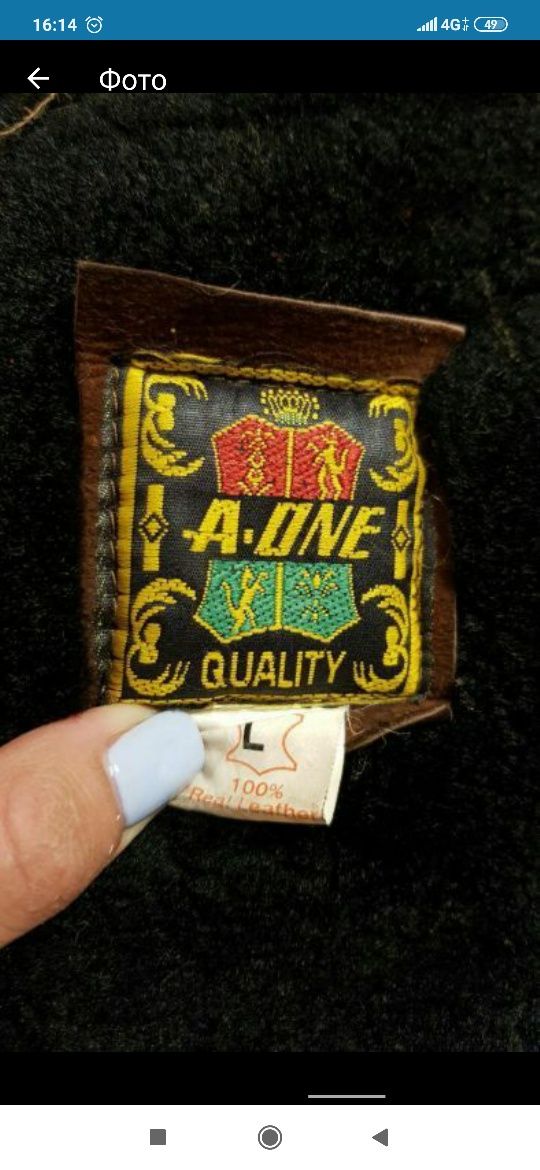 16:14 4G 49
Фото
A·ONE
QUALITY
L
100%
Real Leather